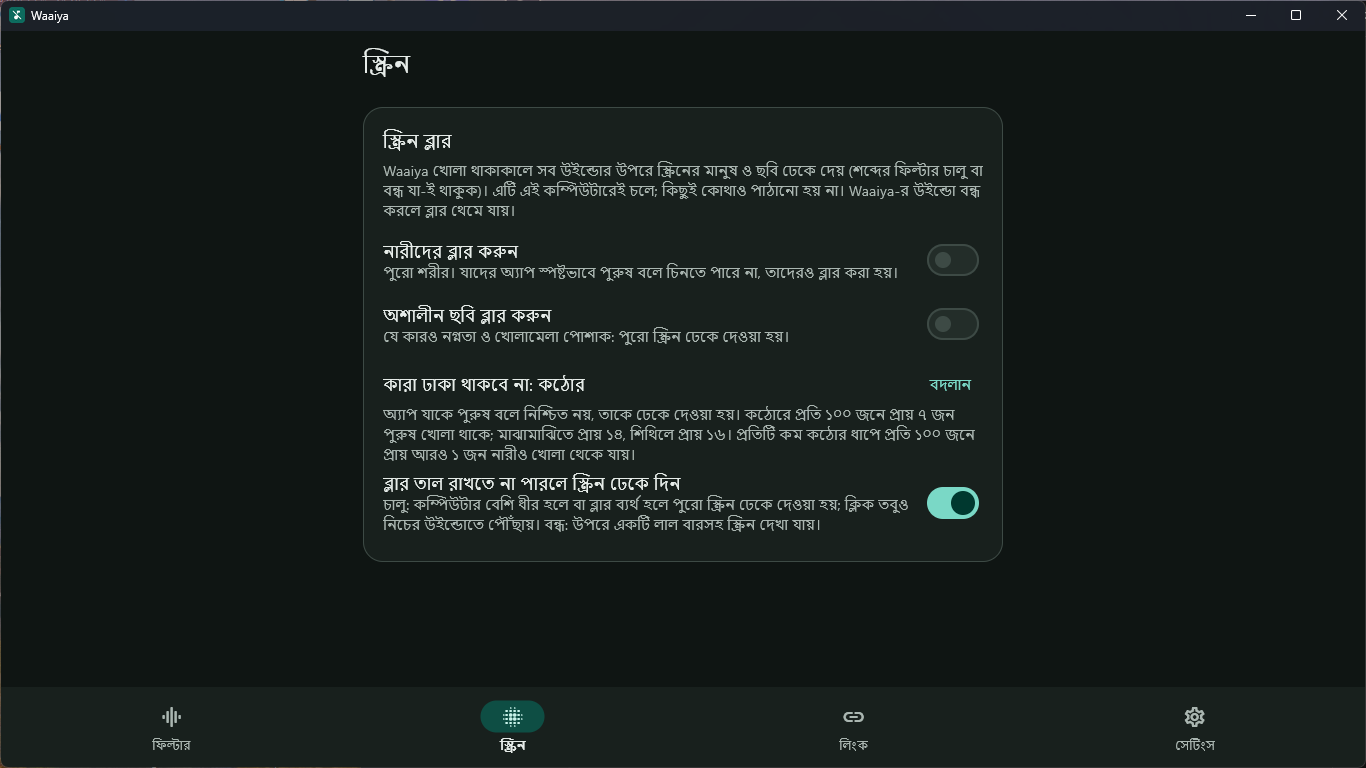 Waaiya
স্ক্রিন
স্ক্রিন ব্লার
Waaiya খোলা থাকাকালে সব উইন্ডোর উপরে স্ক্রিনের মানুষ ও ছবি ঢেকে দেয় (শব্দের ফিল্টার চালু বা
বন্ধ যা-ই থাকুক)। এটি এই কম্পিউটারেই চলে; কিছুই কোথাও পাঠানো হয় না। Waaiya-র উইন্ডো বন্ধ
করলে ব্লার থেমে যায়।
নারীদের ব্লার করুন
পুরো শরীর। যাদের অ্যাপ স্পষ্টভাবে পুরুষ বলে চিনতে পারে না, তাদেরও ব্লার করা হয়।
অশালীন ছবি ব্লার করুন
যে কারও নগ্নতা ও খোলামেলা পোশাক: পুরো স্ক্রিন ঢেকে দেওয়া হয়।
কারা ঢাকা থাকবে না: কঠোর
বদলান
অ্যাপ যাকে পুরুষ বলে নিশ্চিত নয়, তাকে ঢেকে দেওয়া হয়। কঠোরে প্রতি ১০০ জনে প্রায় ৭ জন
পুরুষ খোলা থাকে; মাঝামাঝিতে প্রায় ১৪, শিথিলে প্রায় ১৬। প্রতিটি কম কঠোর ধাপে প্রতি ১০০ জনে
প্রায় আরও ১ জন নারীও খোলা থেকে যায়।
ব্লার তাল রাখতে না পারলে স্ক্রিন ঢেকে দিন
চালু: কম্পিউটার বেশি ধীর হলে বা ব্লার ব্যর্থ হলে পুরো স্ক্রিন ঢেকে দেওয়া হয়; ক্লিক তবুও
নিচের উইন্ডোতে পৌঁছায়। বন্ধ: উপরে একটি লাল বারসহ স্ক্রিন দেখা যায়।
ফিল্টার
স্ক্রিন
লিংক
সেটিংস